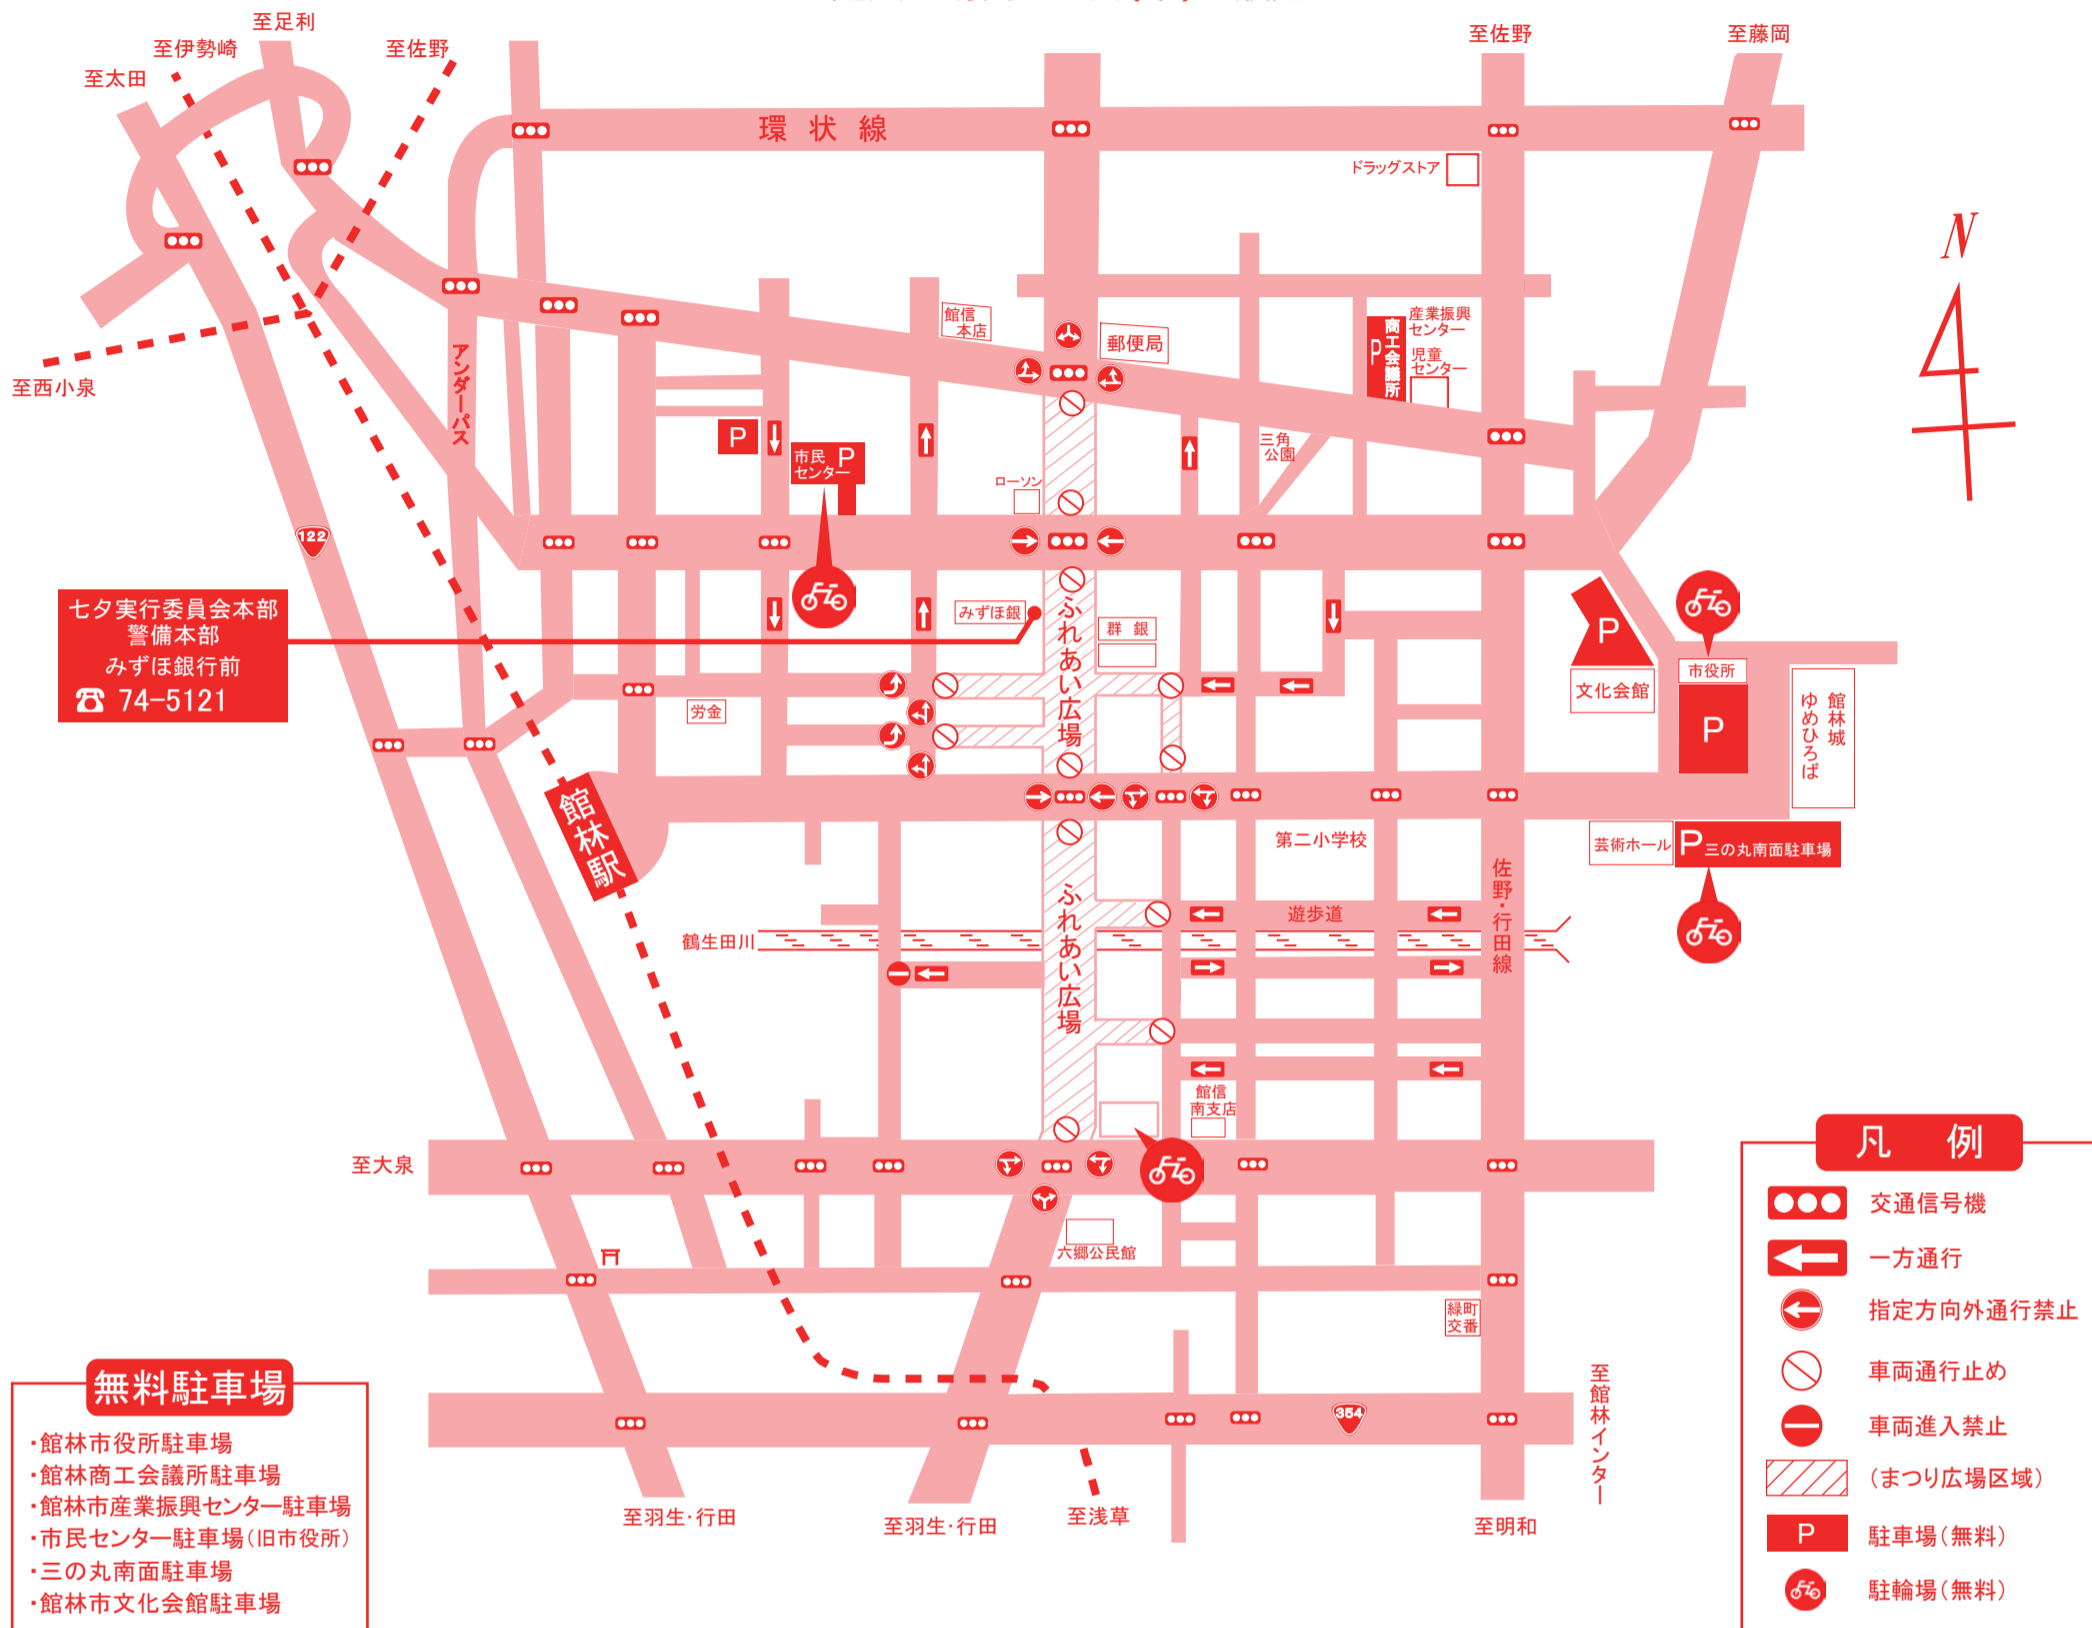 至足利
至伊勢崎
至佐野
至太田
至佐野
至藤岡
環状線
ドラッグストア
N
館信
本店
郵便局
商工会議所
P
産業振興
センター
児童
センター
至西小泉
アンダーパス
P
市民
センター
P
ローソン
三角
公園
122
七夕実行委員会本部
警備本部
みずほ銀行前
☎ 74-5121
みずほ銀
ふれあい広場
群銀
労金
P
文化会館
市役所
P
館林城
ゆめひろば
館林駅
第二小学校
芸術ホール
P 三の丸南面駐車場
佐野・行田線
遊歩道
鶴生田川
ふれあい広場
館信
南支店
至大泉
六郷公民館
緑町
交番
354
至館林インター
至羽生・行田
至羽生・行田
至浅草
至明和
無料駐車場
・館林市役所駐車場
・館林商工会議所駐車場
・館林市産業振興センター駐車場
・市民センター駐車場(旧市役所)
・三の丸南面駐車場
・館林市文化会館駐車場
凡例
交通信号機
一方通行
指定方向外通行禁止
車両通行止め
車両進入禁止
(まつり広場区域)
P 駐車場(無料)
駐輪場(無料)